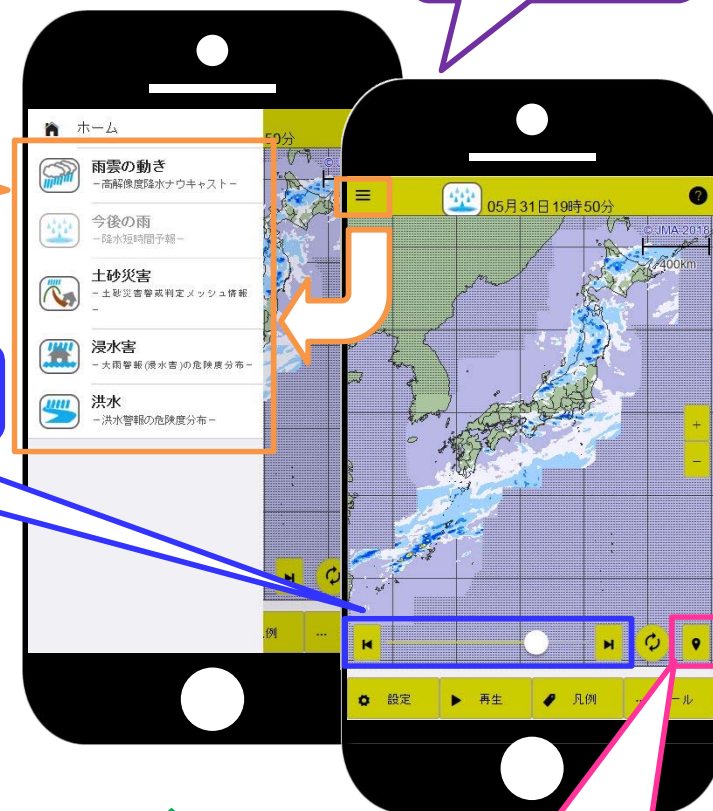 ホーム
雨雲の動き
－高解像度降水ナウキャスト－
今後の雨
－降水短時間予報－
土砂災害
－土砂災害警戒判定メッシュ情報
－
浸水害
－大雨警報(浸水害)の危険度分布－
洪水
－洪水警報の危険度分布－
50分
例
...
05月31日19時50分
?
© JMA 2018
400km
+
−
設定
再生
凡例
... ール